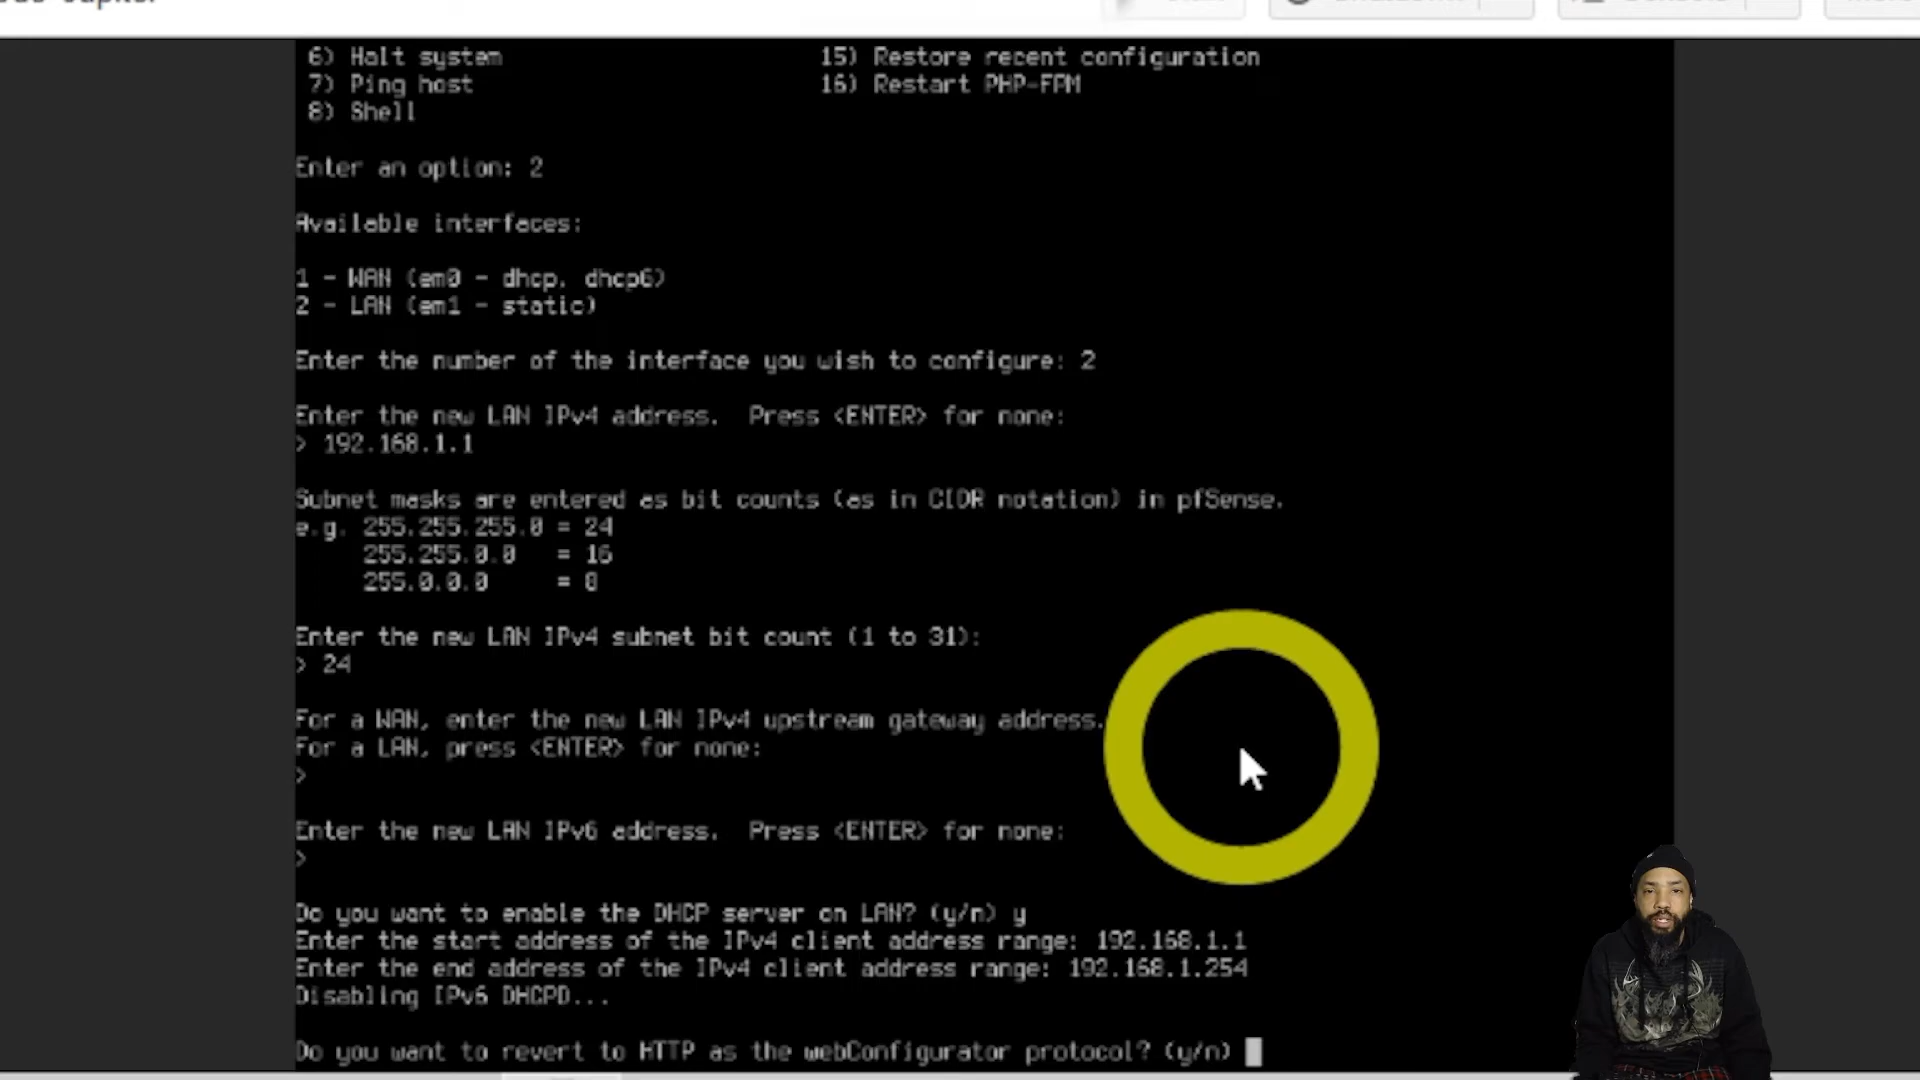 6) Halt system 15) Restore recent configuration
7) Ping host 16) Restart PHP-FPM
8) Shell
Enter an option: 2
Available interfaces:
1 - WAN (em0 - dhcp, dhcp6)
2 - LAN (em1 - static)
Enter the number of the interface you wish to configure: 2
Enter the new LAN IPv4 address.  Press <ENTER> for none:
> 192.168.1.1
Subnet masks are entered as bit counts (as in CIDR notation) in pfSense.
e.g. 255.255.255.0 = 24
255.255.0.0   = 16
255.0.0.0     = 8
Enter the new LAN IPv4 subnet bit count (1 to 31):
> 24
For a WAN, enter the new LAN IPv4 upstream gateway address.
For a LAN, press <ENTER> for none:
>
Enter the new LAN IPv6 address.  Press <ENTER> for none:
>
Do you want to enable the DHCP server on LAN? (y/n) y
Enter the start address of the IPv4 client address range: 192.168.1.1
Enter the end address of the IPv4 client address range: 192.168.1.254
Disabling IPv6 DHCPD...
Do you want to revert to HTTP as the webConfigurator protocol? (y/n)